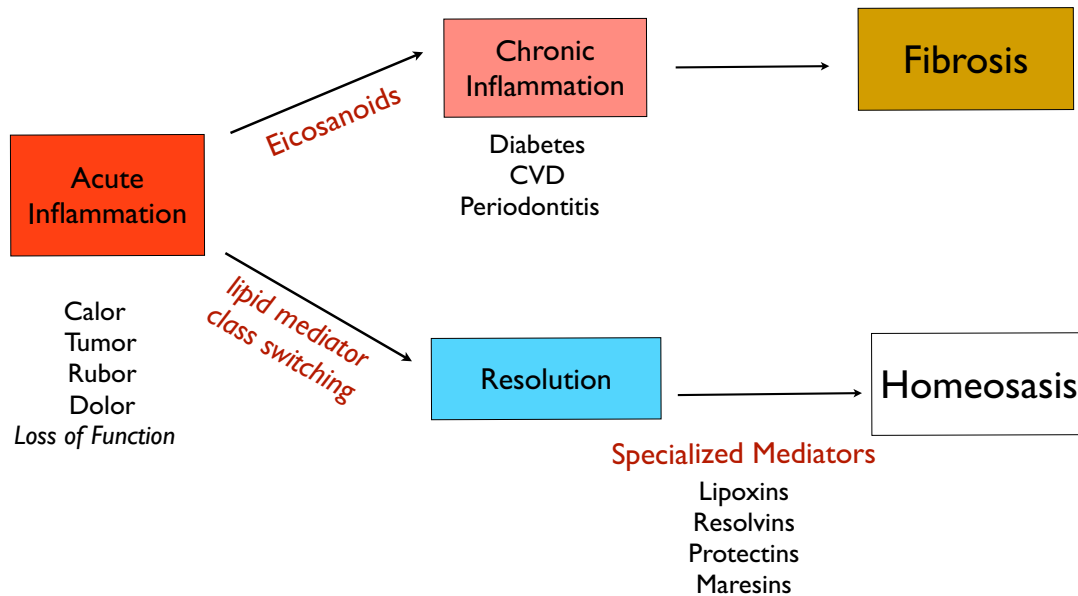 Acute
Inflammation
Calor
Tumor
Rubor
Dolor
Loss of Function
Eicosanoids
Chronic
Inflammation
Diabetes
CVD
Periodontitis
Fibrosis
lipid mediator
class switching
Resolution
Specialized Mediators
Lipoxins
Resolvins
Protectins
Maresins
Homeosasis